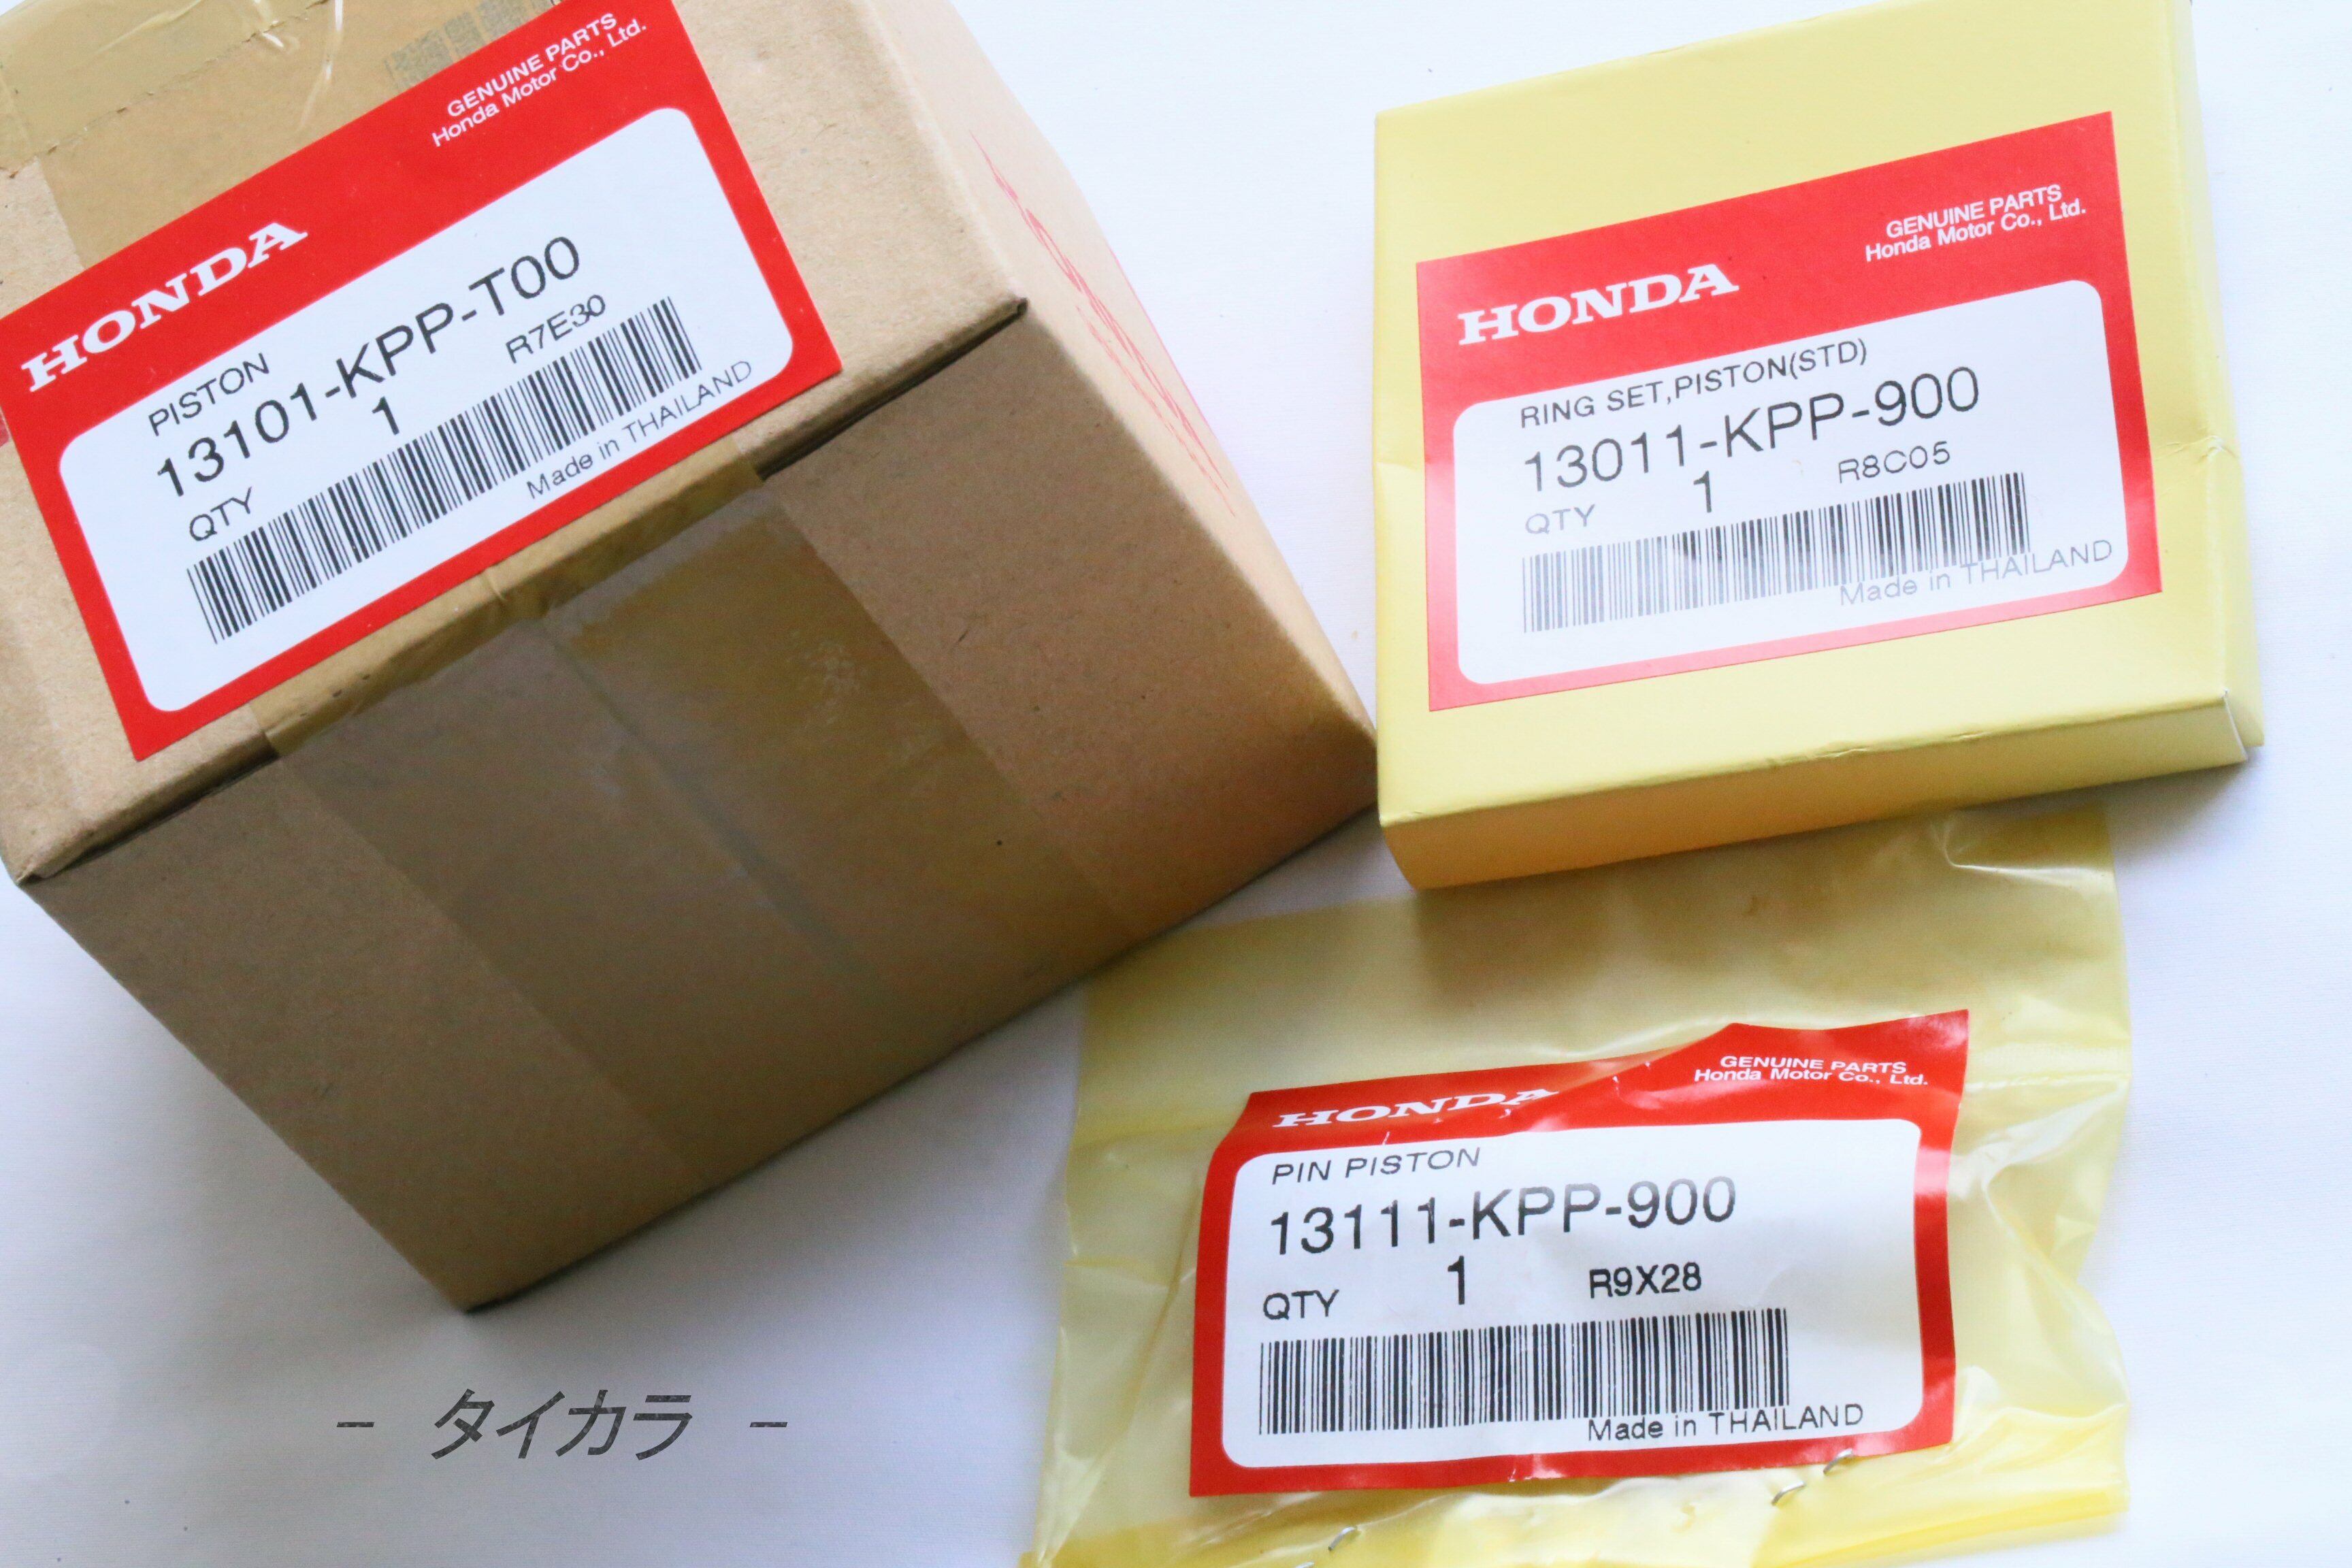 HONDA
GENUINE PARTS
Honda Motor Co., Ltd.
PISTON
13101-KPP-T00
QTY 1 R7E30
Made in THAILAND
HONDA
GENUINE PARTS
Honda Motor Co., Ltd.
RING SET,PISTON(STD)
13011-KPP-900
QTY 1 R8C05
Made in THAILAND
HONDA
GENUINE PARTS
Honda Motor Co., Ltd.
PIN PISTON
13111-KPP-900
QTY 1 R9X28
Made in THAILAND
- タイカラ -